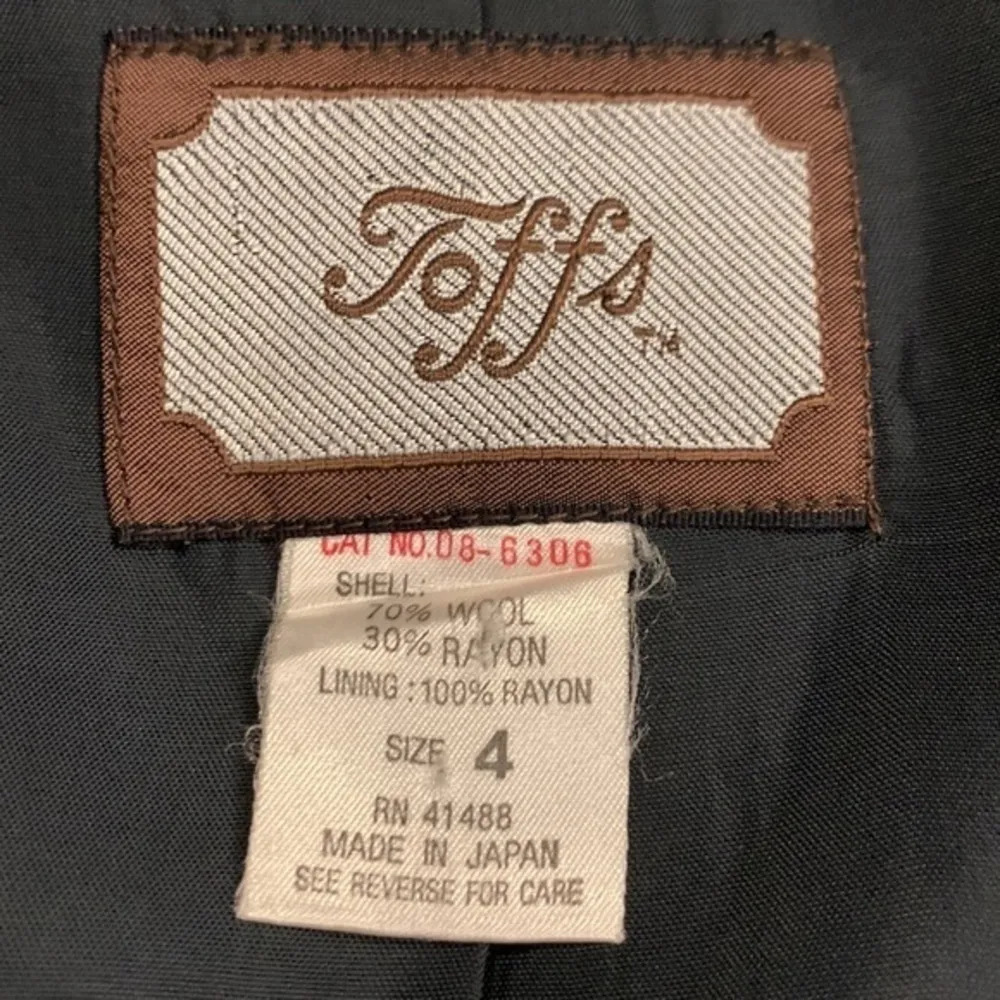 Toffs
TM
CAT NO.08-6306
SHELL:
70% WOOL
30% RAYON
LINING:100% RAYON
SIZE 4
RN 41488
MADE IN JAPAN
SEE REVERSE FOR CARE